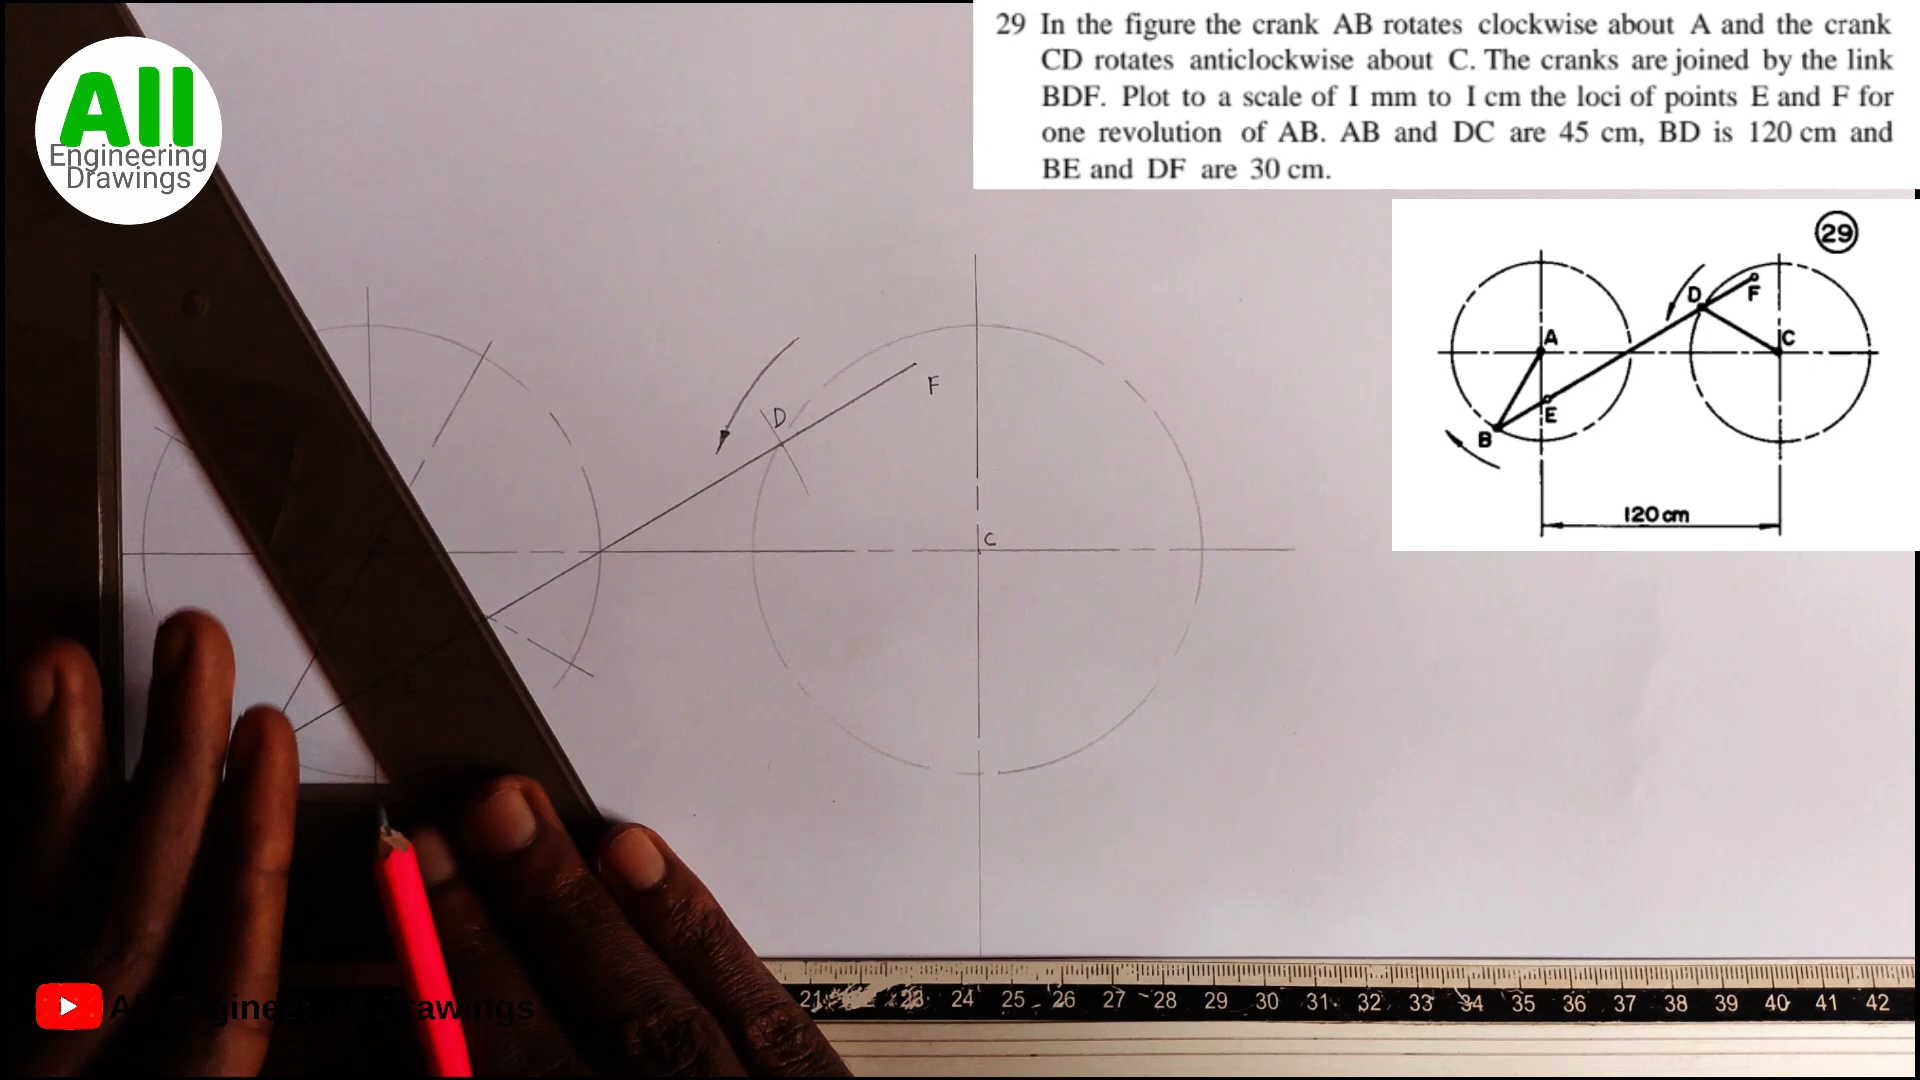 All
Engineering
Drawings
29 In the figure the crank AB rotates clockwise about A and the crank
CD rotates anticlockwise about C. The cranks are joined by the link
BDF. Plot to a scale of I mm to I cm the loci of points E and F for
one revolution of AB. AB and DC are 45 cm, BD is 120 cm and
BE and DF are 30 cm.
29
D
F
A
C
E
B
120 cm
D
F
C
A
E
21 23 24 25 26 27 28 29 30 31 32 33 34 35 36 37 38 39 40 41 42
All Engineering Drawings